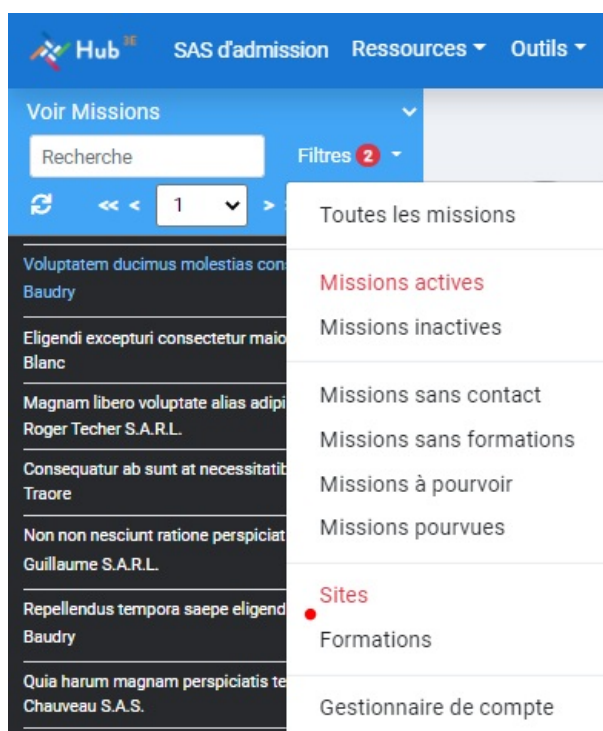 Hub 3E SAS d'admission Ressources Outils
Voir Missions
Recherche Filtres 2
<< < 1 >
Toutes les missions
Voluptatem ducimus molestias con
Baudry
Missions actives
Eligendi excepturi consectetur maio
Blanc
Missions inactives
Magnam libero voluptate alias adipi
Roger Techer S.A.R.L.
Missions sans contact
Missions sans formations
Consequatur ab sunt at necessitatib
Traore
Missions à pourvoir
Non non nesciunt ratione perspiciat
Guillaume S.A.R.L.
Missions pourvues
Repellendus tempora saepe eligend
Baudry
Sites
Formations
Quia harum magnam perspiciatis te
Chauveau S.A.S.
Gestionnaire de compte